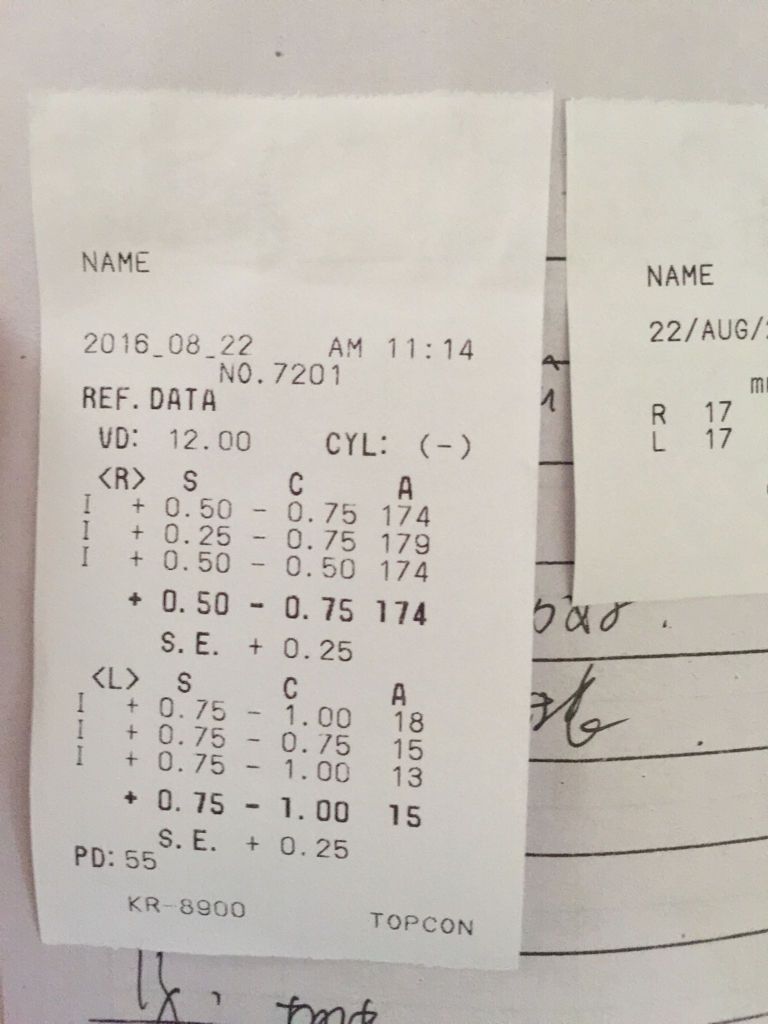 NAME
2016_08_22 AM 11:14
NO.7201
REF.DATA
VD: 12.00 CYL: (-)
<R> S C A
I + 0.50 - 0.75 174
I + 0.25 - 0.75 179
I + 0.50 - 0.50 174
+ 0.50 - 0.75 174
S.E. + 0.25
<L> S C A
I + 0.75 - 1.00 18
I + 0.75 - 0.75 15
I + 0.75 - 1.00 13
+ 0.75 - 1.00 15
S.E. + 0.25
PD: 55
KR-8900 TOPCON
NAME
22/AUG/
R 17
L 17